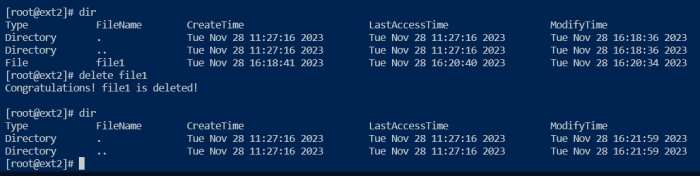 [root@ext2]# dir
Type FileName CreateTime LastAccessTime ModifyTime
Directory . Tue Nov 28 11:27:16 2023 Tue Nov 28 11:27:16 2023 Tue Nov 28 16:18:36 2023
Directory .. Tue Nov 28 11:27:16 2023 Tue Nov 28 11:27:16 2023 Tue Nov 28 16:18:36 2023
File file1 Tue Nov 28 16:18:41 2023 Tue Nov 28 16:20:40 2023 Tue Nov 28 16:20:34 2023
[root@ext2]# delete file1
Congratulations! file1 is deleted!
[root@ext2]# dir
Type FileName CreateTime LastAccessTime ModifyTime
Directory . Tue Nov 28 11:27:16 2023 Tue Nov 28 11:27:16 2023 Tue Nov 28 16:21:59 2023
Directory .. Tue Nov 28 11:27:16 2023 Tue Nov 28 11:27:16 2023 Tue Nov 28 16:21:59 2023
[root@ext2]#